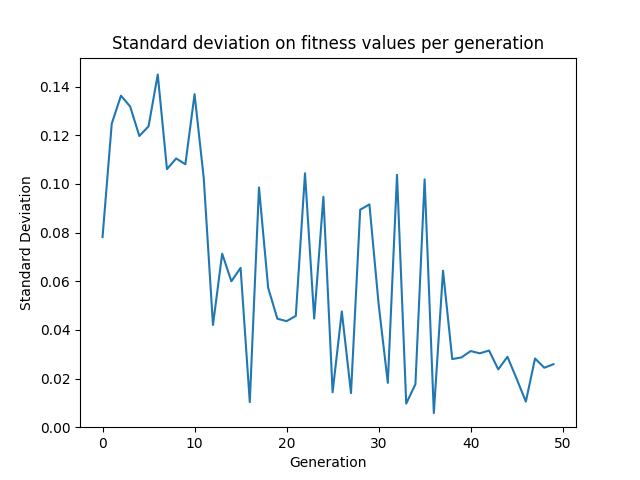 Standard deviation on fitness values per generation
0.14
0.12
0.10
0.08
0.06
0.04
0.02
0.00
Standard Deviation
0 10 20 30 40 50
Generation